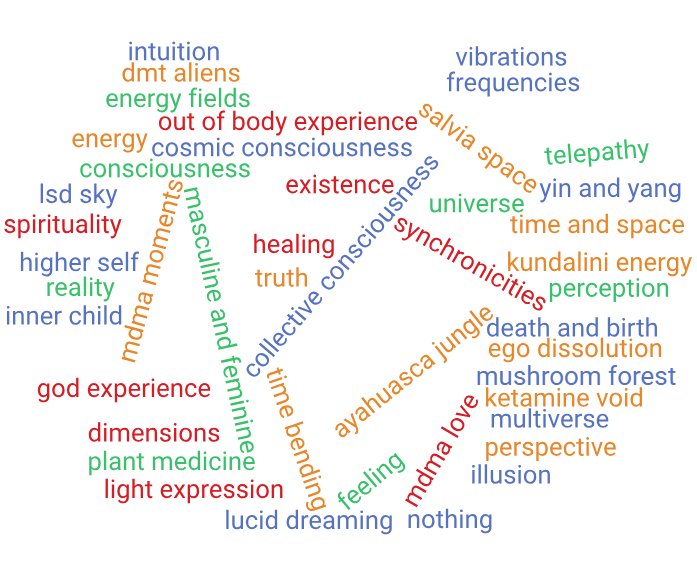 intuition
vibrations
dmt aliens
frequencies
energy fields
out of body experience
salvia space
energy
cosmic consciousness
telepathy
consciousness
existence
yin and yang
lsd sky
universe
spirituality
mdma moments
masculine and feminine
collective consciousness
synchronicities
time and space
healing
higher self
kundalini energy
truth
reality
perception
inner child
death and birth
ayahuasca jungle
ego dissolution
god experience
time bending
mushroom forest
mdma love
ketamine void
multiverse
dimensions
perspective
plant medicine
feeling
illusion
light expression
lucid dreaming
nothing